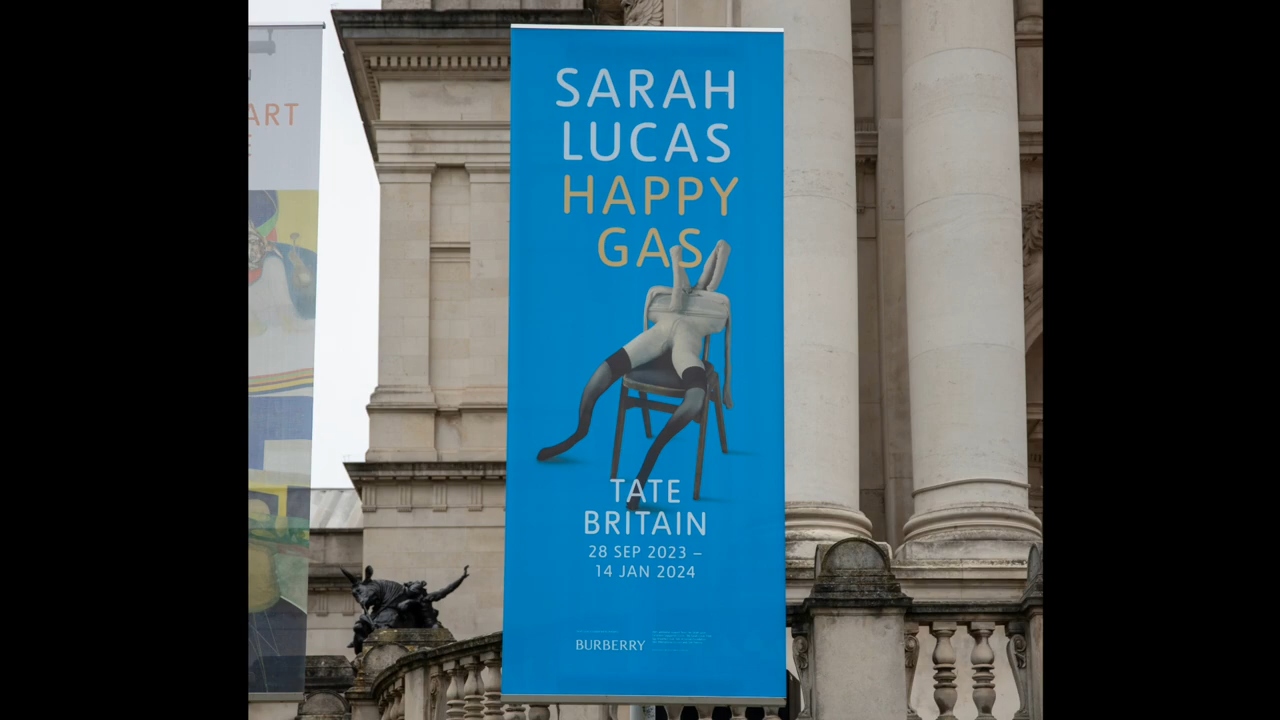 ART
SARAH
LUCAS
HAPPY
GAS
TATE
BRITAIN
28 SEP 2023 –
14 JAN 2024
BURBERRY